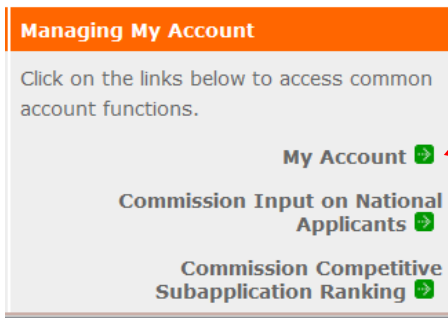 Managing My Account
Click on the links below to access common
account functions.
My Account
Commission Input on National
Applicants
Commission Competitive
Subapplication Ranking